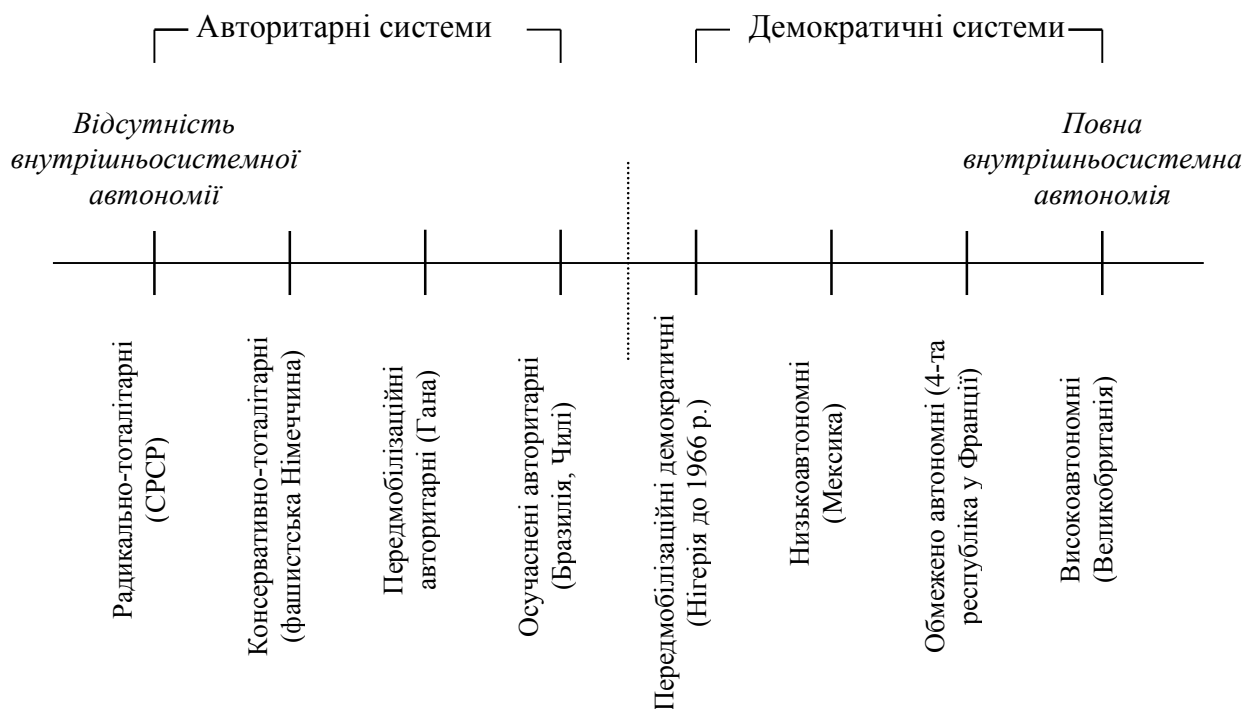 Авторитарні системи
Демократичні системи
Відсутність
внутрішньосистемної
автономії
Повна
внутрішньосистемна
автономія
Радикально-тоталітарні
(СРСР)
Консервативно-тоталітарні
(фашистська Німеччина)
Передмобілізаційні
авторитарні (Гана)
Осучаснені авторитарні
(Бразилія, Чилі)
Передмобілізаційні демократичні
(Нігерія до 1966 р.)
Низькоавтономні
(Мексика)
Обмежено автономні (4-та
республіка у Франції)
Високоавтономні
(Великобританія)